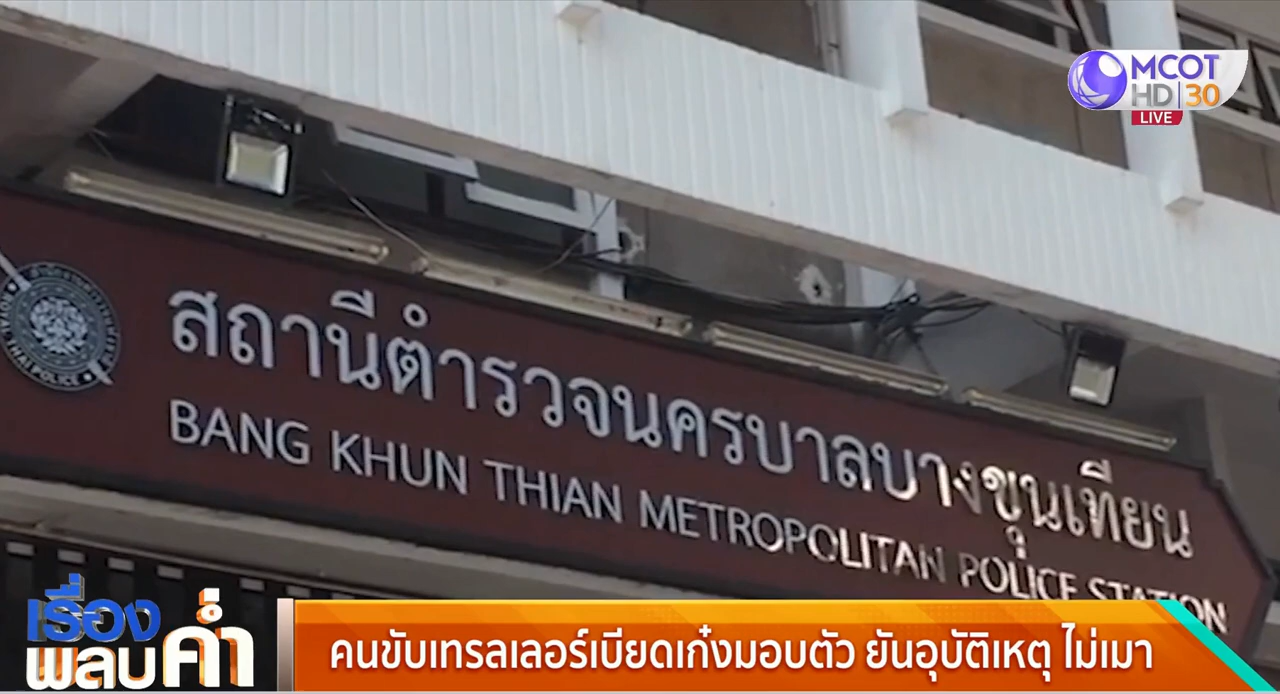 MCOT
HD 30
LIVE
สถานีตำรวจนครบาลบางขุนเทียน
BANG KHUN THIAN METROPOLITAN POLICE STATION
THAI POLICE
เรื่อง
พลบค่ำ
คนขับเทรลเลอร์เบียดเก๋งมอบตัว ยันอุบัติเหตุ ไม่เมา